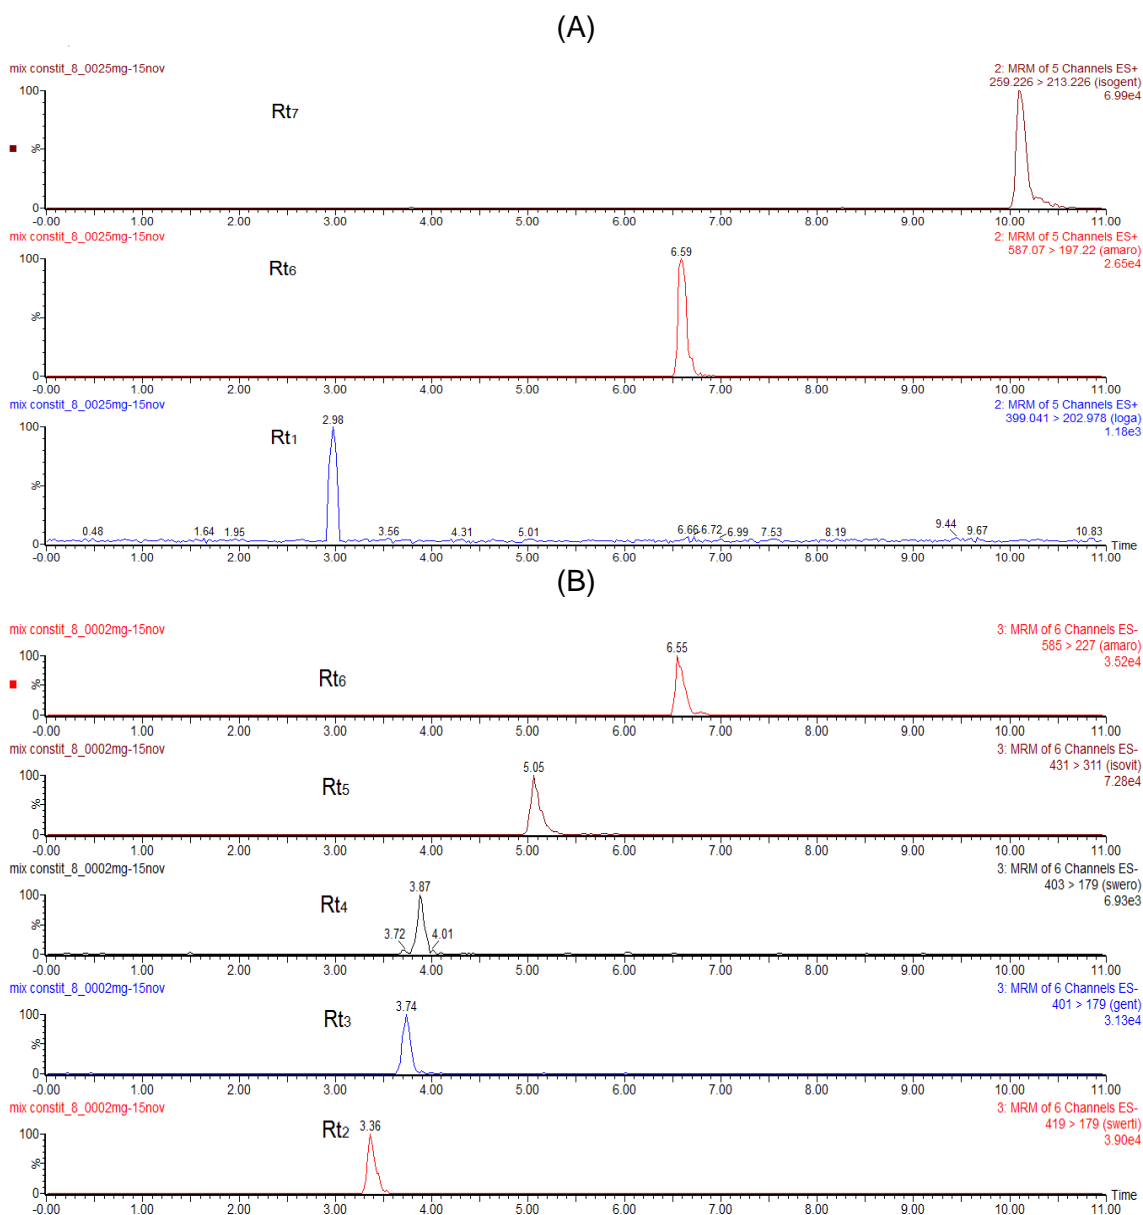 (A)
mix constit_8_0025mg-15nov
2: MRM of 5 Channels ES+
259.226 > 213.226 (isogent)
6.99e4
100
%
0
Rt7
-0.00 1.00 2.00 3.00 4.00 5.00 6.00 7.00 8.00 9.00 10.00 11.00
mix constit_8_0025mg-15nov
2: MRM of 5 Channels ES+
587.07 > 197.22 (amaro)
2.65e4
100
%
0
Rt6
6.59
-0.00 1.00 2.00 3.00 4.00 5.00 6.00 7.00 8.00 9.00 10.00 11.00
mix constit_8_0025mg-15nov
2: MRM of 5 Channels ES+
399.041 > 202.978 (loga)
1.18e3
100
%
0
Rt1
2.98
0.48 1.64 1.95 3.56 4.31 5.01 6.66 6.72 6.99 7.53 8.19 9.44 9.67 10.83
-0.00 1.00 2.00 3.00 4.00 5.00 6.00 7.00 8.00 9.00 10.00 11.00
Time
(B)
mix constit_8_0002mg-15nov
3: MRM of 6 Channels ES-
585 > 227 (amaro)
3.52e4
100
%
0
Rt6
6.55
-0.00 1.00 2.00 3.00 4.00 5.00 6.00 7.00 8.00 9.00 10.00 11.00
mix constit_8_0002mg-15nov
3: MRM of 6 Channels ES-
431 > 311 (isovit)
7.28e4
100
%
0
Rt5
5.05
-0.00 1.00 2.00 3.00 4.00 5.00 6.00 7.00 8.00 9.00 10.00 11.00
mix constit_8_0002mg-15nov
3: MRM of 6 Channels ES-
403 > 179 (swero)
6.93e3
100
%
0
Rt4
3.87
3.72 4.01
-0.00 1.00 2.00 3.00 4.00 5.00 6.00 7.00 8.00 9.00 10.00 11.00
mix constit_8_0002mg-15nov
3: MRM of 6 Channels ES-
401 > 179 (gent)
3.13e4
100
%
0
Rt3
3.74
-0.00 1.00 2.00 3.00 4.00 5.00 6.00 7.00 8.00 9.00 10.00 11.00
mix constit_8_0002mg-15nov
3: MRM of 6 Channels ES-
419 > 179 (swerti)
3.90e4
100
%
0
Rt2
3.36
-0.00 1.00 2.00 3.00 4.00 5.00 6.00 7.00 8.00 9.00 10.00 11.00
Time